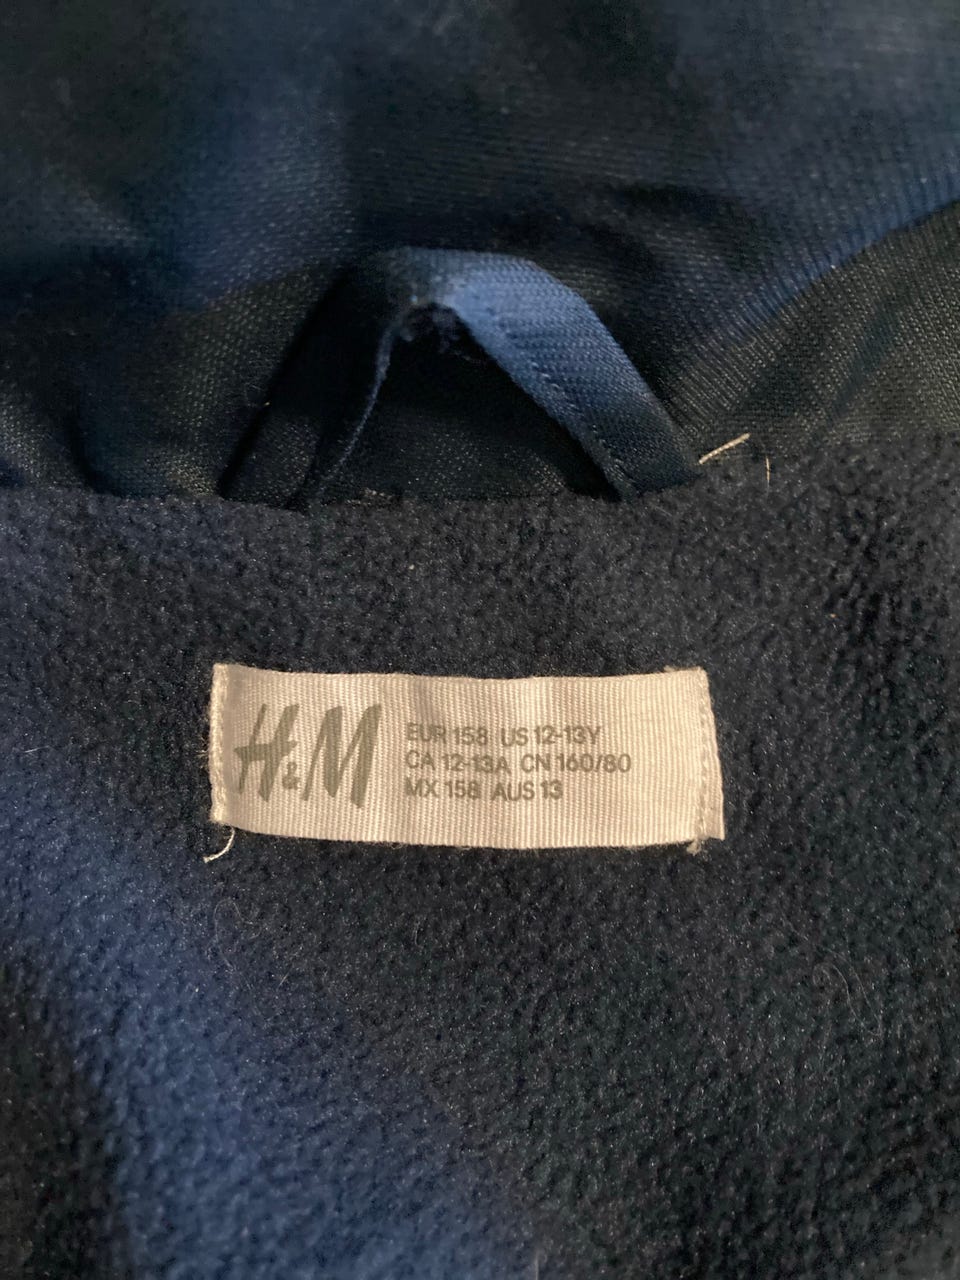 H&M
EUR 158 US 12-13Y
CA 12-13A CN 160/80
MX 158 AUS 13